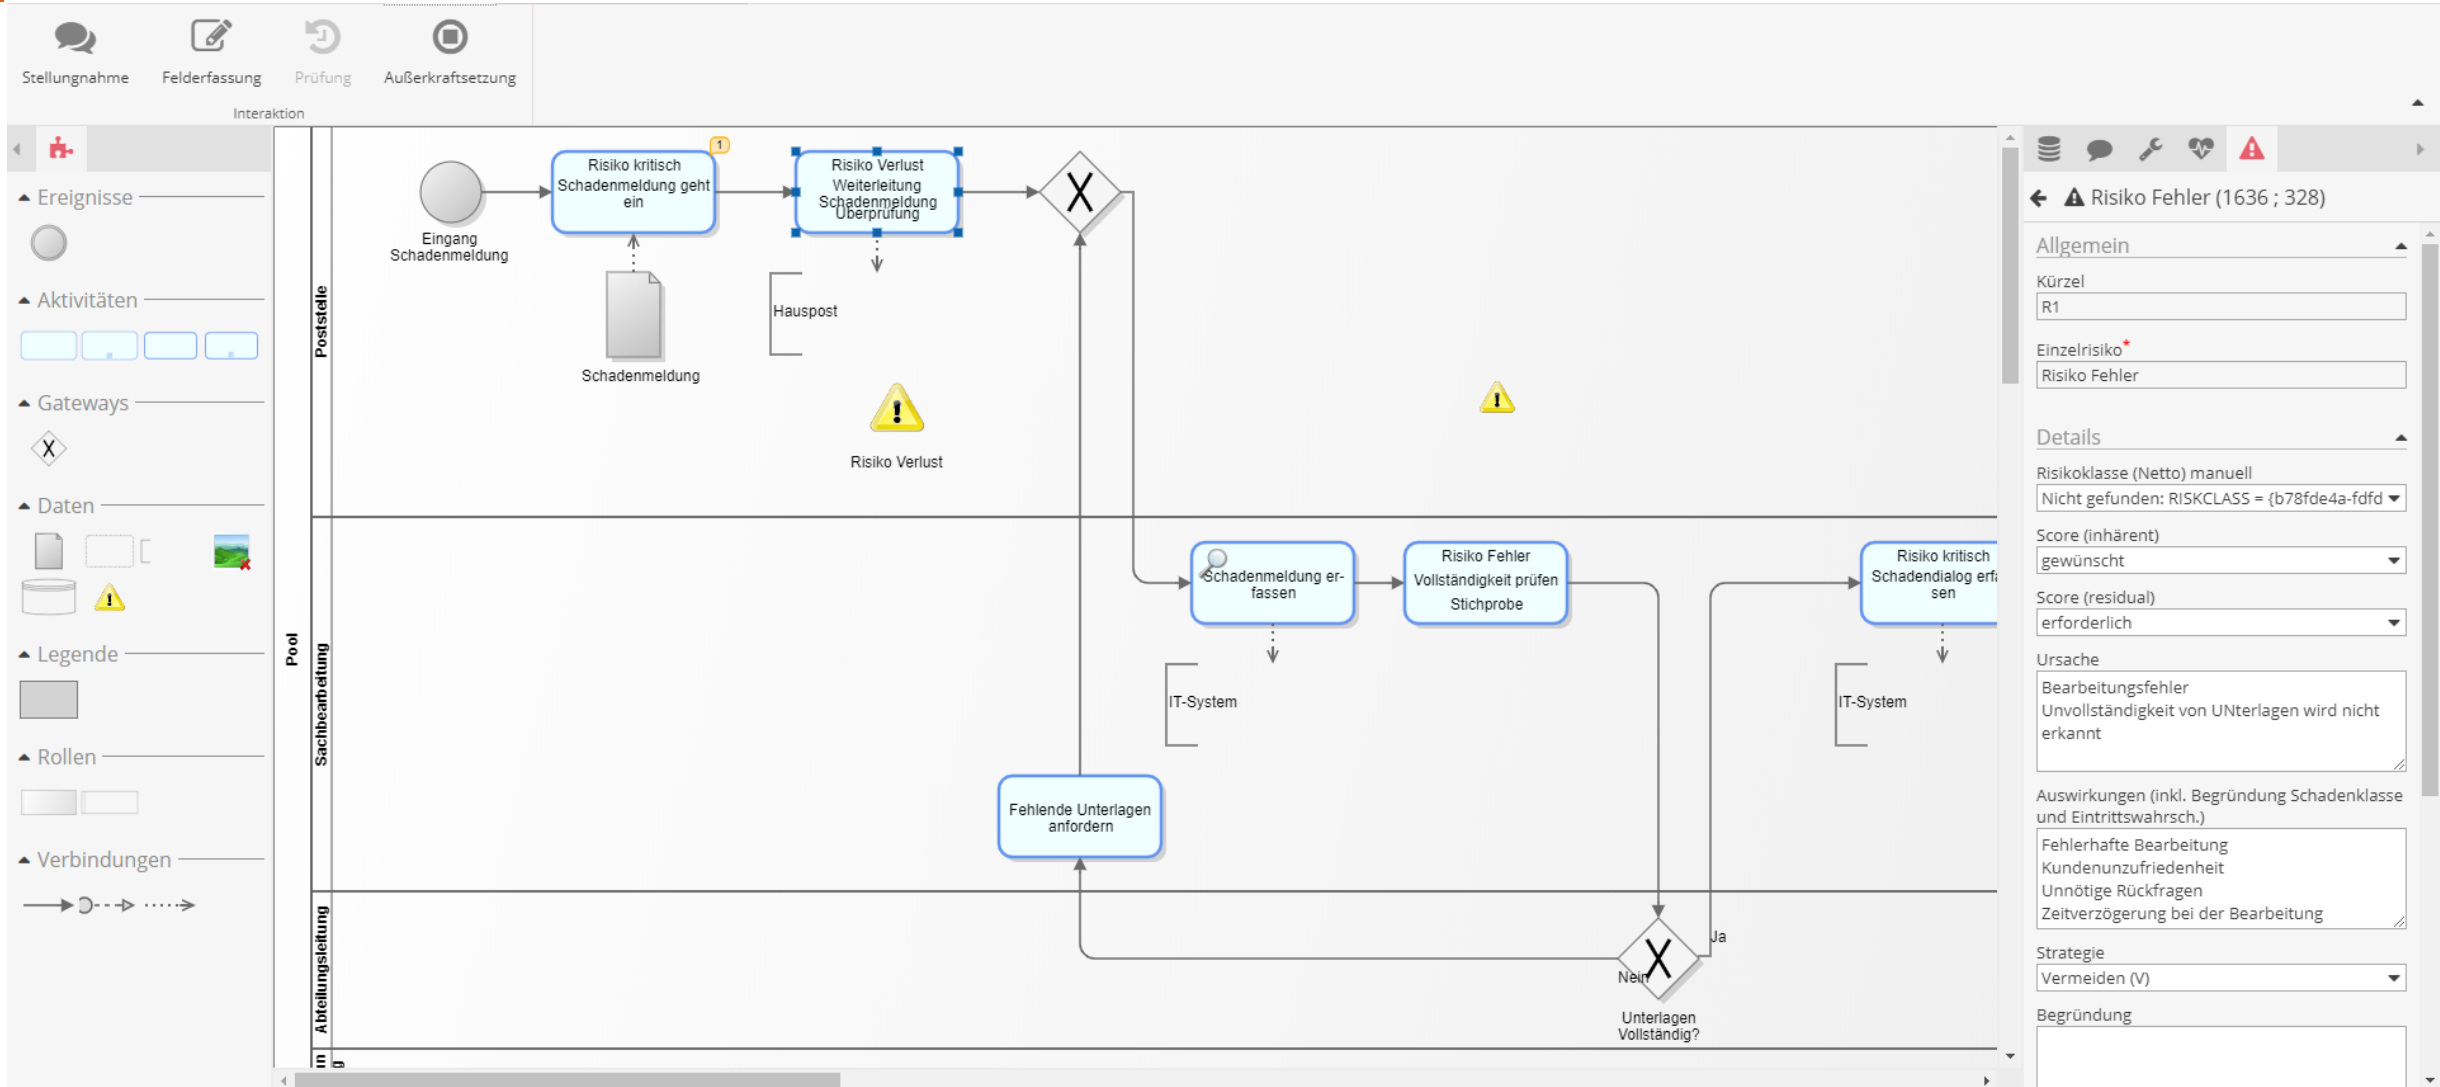 Stellungnahme
Felderfassung
Prüfung
Außerkraftsetzung
Interaktion
Ereignisse
Aktivitäten
Gateways
X
Daten
Legende
Rollen
Verbindungen
Pool
Poststelle
Eingang
Schadenmeldung
1
Risiko kritisch
Schadenmeldung geht
ein
Risiko Verlust
Weiterleitung
Schadenmeldung
Überprüfung
X
Schadenmeldung
Hauspost
Risiko Verlust
Sachbearbeitung
Schadenmeldung er-
fassen
Risiko Fehler
Vollständigkeit prüfen
Stichprobe
Risiko kritisch
Schadendialog erfa
sen
IT-System
IT-System
Fehlende Unterlagen
anfordern
Abteilungsleitung
Ja
Nein
X
Unterlagen
Vollständig?
Risiko Fehler (1636 ; 328)
Allgemein
Kürzel
R1
Einzelrisiko*
Risiko Fehler
Details
Risikoklasse (Netto) manuell
Nicht gefunden: RISKCLASS = {b78fde4a-fdfd
Score (inhärent)
gewünscht
Score (residual)
erforderlich
Ursache
Bearbeitungsfehler
Unvollständigkeit von UNterlagen wird nicht
erkannt
Auswirkungen (inkl. Begründung Schadenklasse
und Eintrittswahrsch.)
Fehlerhafte Bearbeitung
Kundenunzufriedenheit
Unnötige Rückfragen
Zeitverzögerung bei der Bearbeitung
Strategie
Vermeiden (V)
Begründung